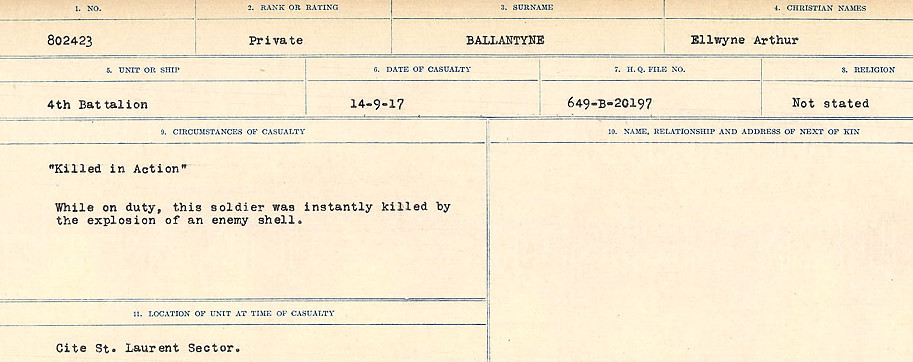 1. NO.
2. RANK OR RATING
3. SURNAME
4. CHRISTIAN NAMES
802423
Private
BALLANTYNE
Ellwyne Arthur
5. UNIT OR SHIP
6. DATE OF CASUALTY
7. H. Q. FILE NO.
8. RELIGION
4th Battalion
14-9-17
649-B-20197
Not stated
9. CIRCUMSTANCES OF CASUALTY
10. NAME, RELATIONSHIP AND ADDRESS OF NEXT OF KIN
"Killed in Action"
While on duty, this soldier was instantly killed by
the explosion of an enemy shell.
11. LOCATION OF UNIT AT TIME OF CASUALTY
Cite St. Laurent Sector.